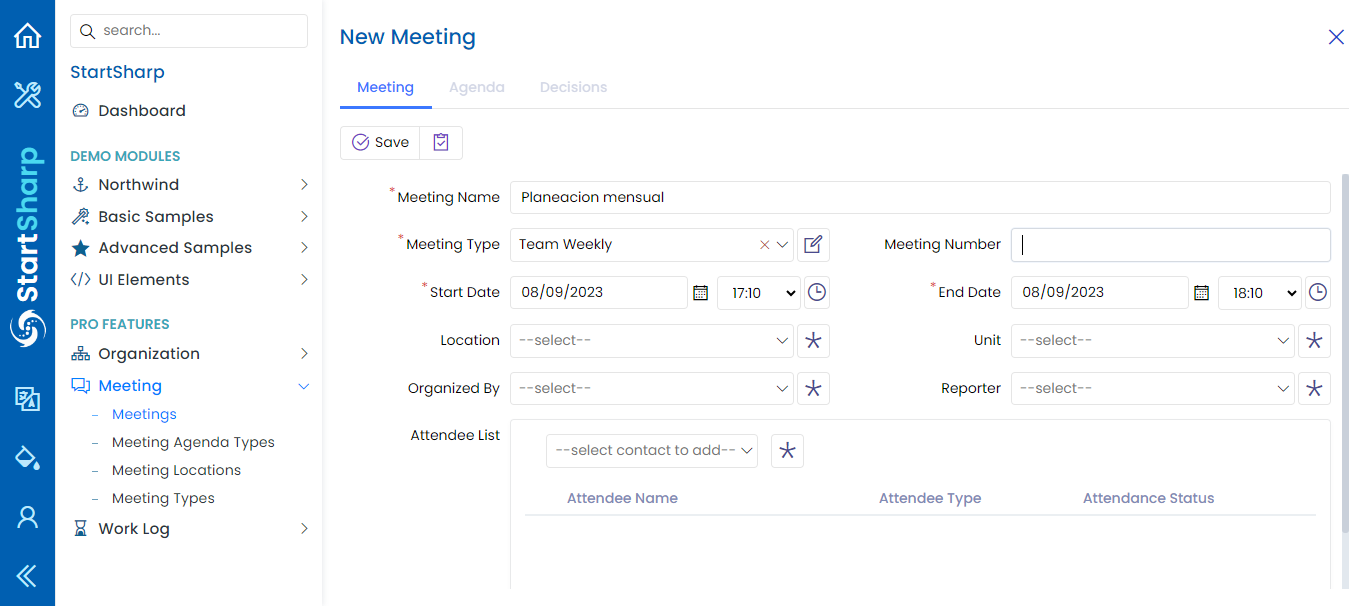 search...
StartSharp
Dashboard
DEMO MODULES
Northwind
Basic Samples
Advanced Samples
UI Elements
PRO FEATURES
Organization
Meeting
– Meetings
– Meeting Agenda Types
– Meeting Locations
– Meeting Types
Work Log
StartSharp
New Meeting
Meeting Agenda Decisions
Save
*Meeting Name Planeacion mensual
*Meeting Type Team Weekly Meeting Number
*Start Date 08/09/2023 17:10 *End Date 08/09/2023 18:10
Location --select-- Unit --select--
Organized By --select-- Reporter --select--
Attendee List
--select contact to add--
Attendee Name Attendee Type Attendance Status